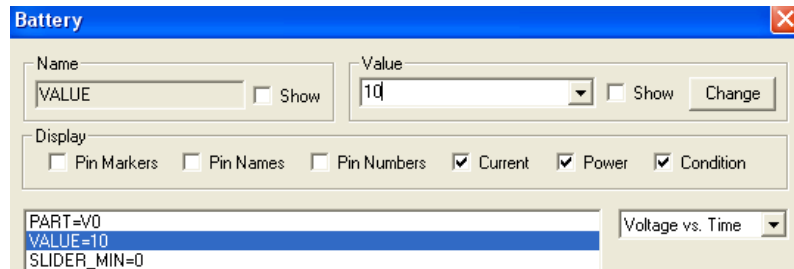 Battery
Name
Value
VALUE Show
10 Show Change
Display
Pin Markers Pin Names Pin Numbers Current Power Condition
PART=V0
VALUE=10
SLIDER_MIN=0
Voltage vs. Time